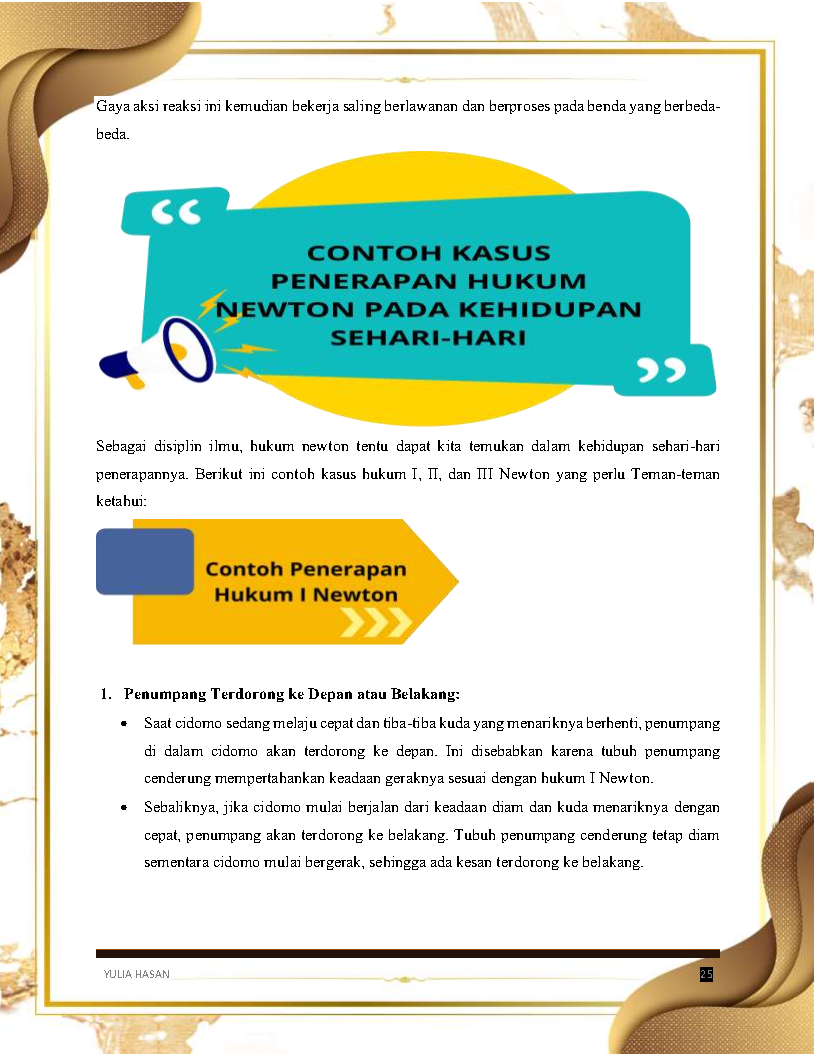 Gaya aksi reaksi ini kemudian bekerja saling berlawanan dan berproses pada benda yang berbeda-
beda.
CONTOH KASUS
PENERAPAN HUKUM
NEWTON PADA KEHIDUPAN
SEHARI-HARI
Sebagai disiplin ilmu, hukum newton tentu dapat kita temukan dalam kehidupan sehari-hari
penerapannya. Berikut ini contoh kasus hukum I, II, dan III Newton yang perlu Teman-teman
ketahui:
Contoh Penerapan
Hukum I Newton
1. Penumpang Terdorong ke Depan atau Belakang:
• Saat cidomo sedang melaju cepat dan tiba-tiba kuda yang menariknya berhenti, penumpang
di dalam cidomo akan terdorong ke depan. Ini disebabkan karena tubuh penumpang
cenderung mempertahankan keadaan geraknya sesuai dengan hukum I Newton.
• Sebaliknya, jika cidomo mulai berjalan dari keadaan diam dan kuda menariknya dengan
cepat, penumpang akan terdorong ke belakang. Tubuh penumpang cenderung tetap diam
sementara cidomo mulai bergerak, sehingga ada kesan terdorong ke belakang.
YULIA HASAN 25